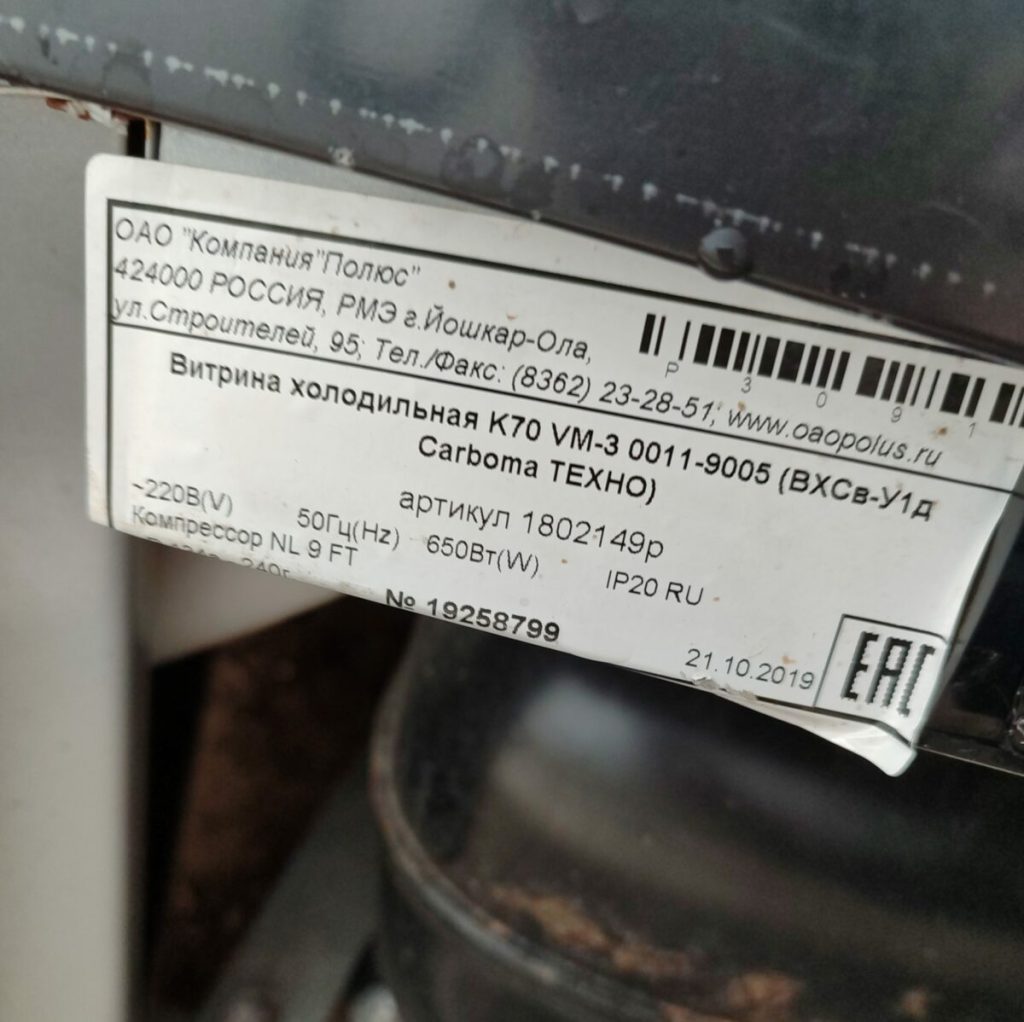 ОАО "Компания"Полюс"
424000 РОССИЯ, РМЭ г.Йошкар-Ола,
ул.Строителей, 95; Тел./Факс: (8362) 23-28-51; www.oaopolus.ru
P 3 0 9 1
Витрина холодильная K70 VM-3 0011-9005 (ВХСв-У1д
Carboma ТЕХНО)
артикул 1802149р
~220В(V) 50Гц(Hz) 650Вт(W) IP20 RU
Компрессор NL 9 FT
240г
№ 19258799
21.10.2019
EAC